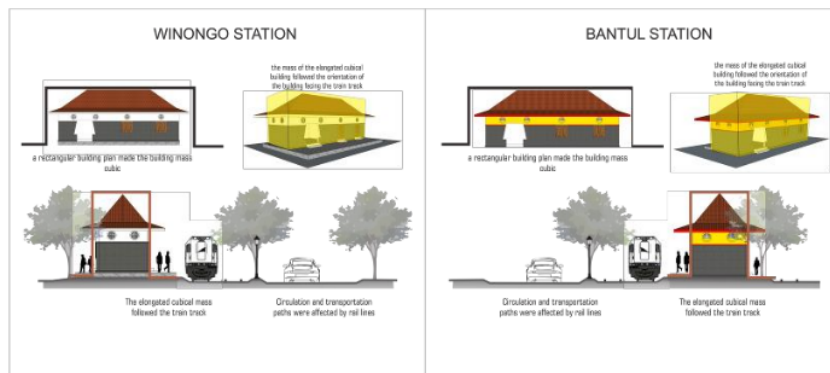 WINONGO STATION
the mass of the elongated cubical
building followed the orientation of
the building facing the train track
a rectangular building plan made the building mass
cubic
The elongated cubical mass
followed the train track
Circulation and transportation
paths were affected by rail lines
BANTUL STATION
the mass of the elongated cubical
building followed the orientation of
the building facing the train track
a rectangular building plan made the building mass
cubic
Circulation and transportation
paths were affected by rail lines
The elongated cubical mass
followed the train track